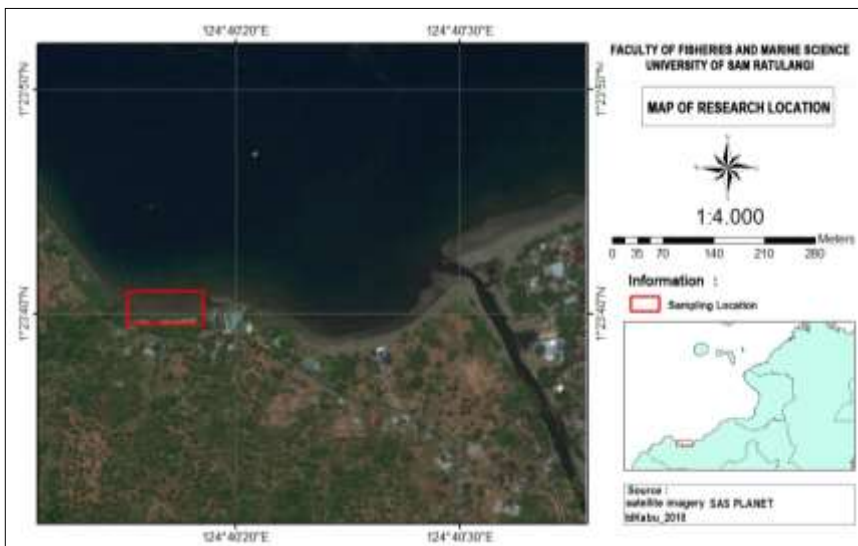 124°40'20"E 124°40'30"E
1°23'50"N 1°23'50"N
1°23'40"N 1°23'40"N
124°40'20"E 124°40'30"E
FACULTY OF FISHERIES AND MARINE SCIENCE
UNIVERSITY OF SAM RATULANGI
MAP OF RESEARCH LOCATION
1:4.000
Meters
0 35 70 140 210 280
Information :
Sampling Location
Source :
satellite imagery SAS PLANET